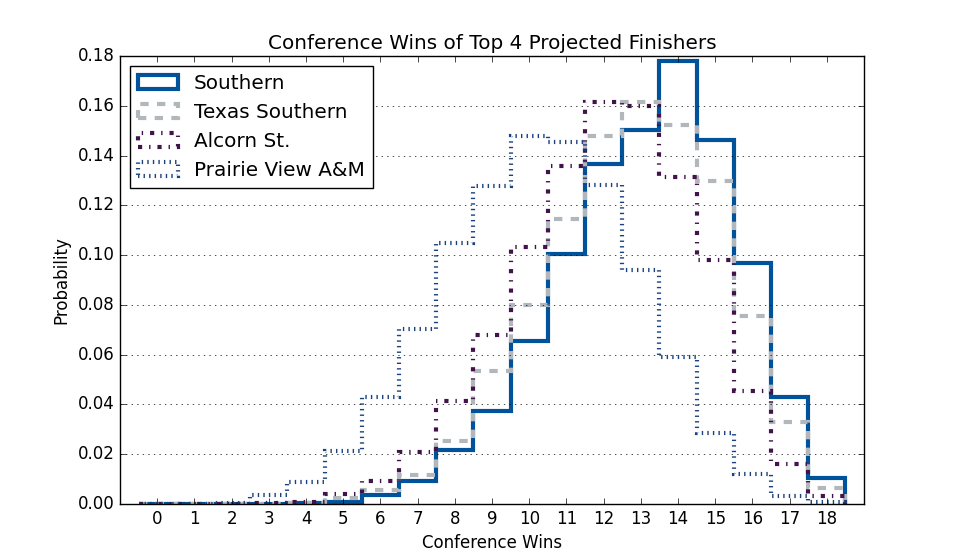 Conference Wins of Top 4 Projected Finishers
0.18
0.16
0.14
0.12
0.10
0.08
0.06
0.04
0.02
0.00
Probability
Southern
Texas Southern
Alcorn St.
Prairie View A&M
0 1 2 3 4 5 6 7 8 9 10 11 12 13 14 15 16 17 18
Conference Wins